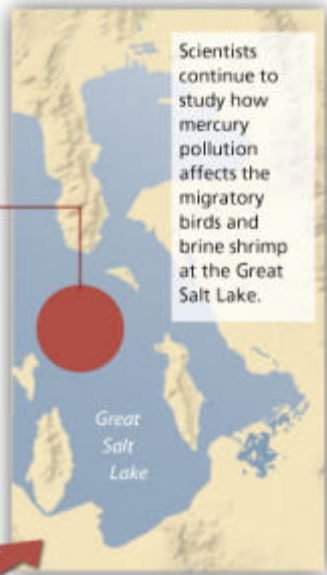 Scientists
continue to
study how
mercury
pollution
affects the
migratory
birds and
brine shrimp
at the Great
Salt Lake.
Great
Salt
Lake